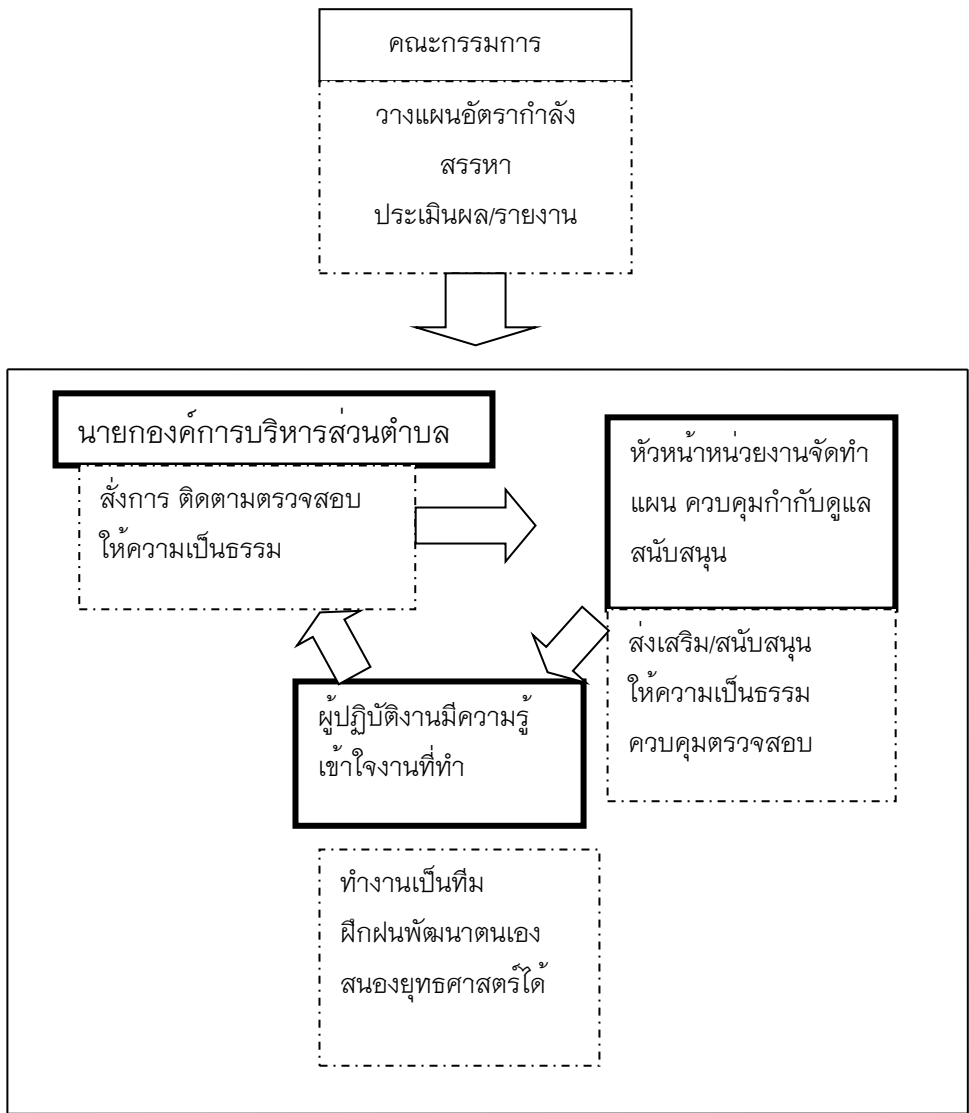 คณะกรรมการ
วางแผนอัตรากำลัง
สรรหา
ประเมินผล/รายงาน
นายกองค์การบริหารส่วนตำบล
สั่งการ ติดตามตรวจสอบ
ให้ความเป็นธรรม
หัวหน้าหน่วยงานจัดทำ
แผน ควบคุมกำกับดูแล
สนับสนุน
ส่งเสริม/สนับสนุน
ให้ความเป็นธรรม
ควบคุมตรวจสอบ
ผู้ปฏิบัติงานมีความรู้
เข้าใจงานที่ทำ
ทำงานเป็นทีม
ฝึกฝนพัฒนาตนเอง
สนองยุทธศาสตร์ได้